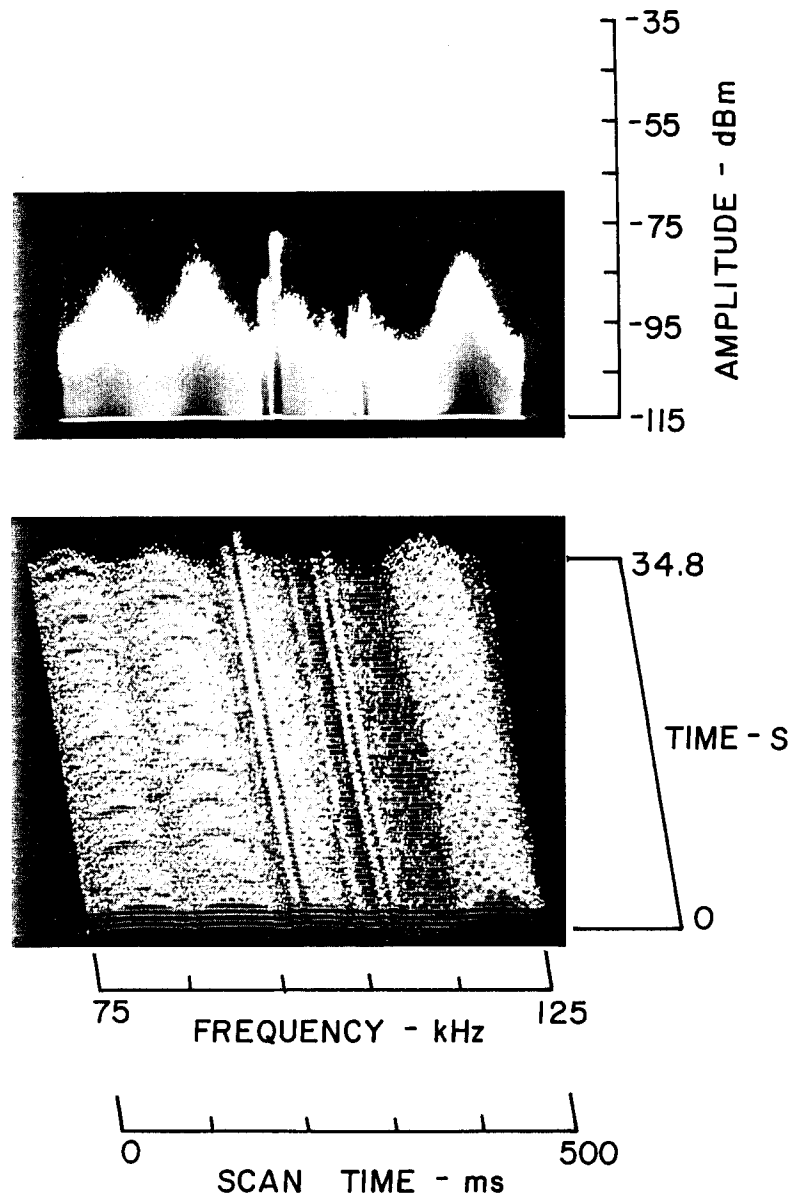 -35
-55
-75
-95
-115
AMPLITUDE - dBm
34.8
TIME - S
0
75
125
FREQUENCY - kHz
0
500
SCAN TIME - ms